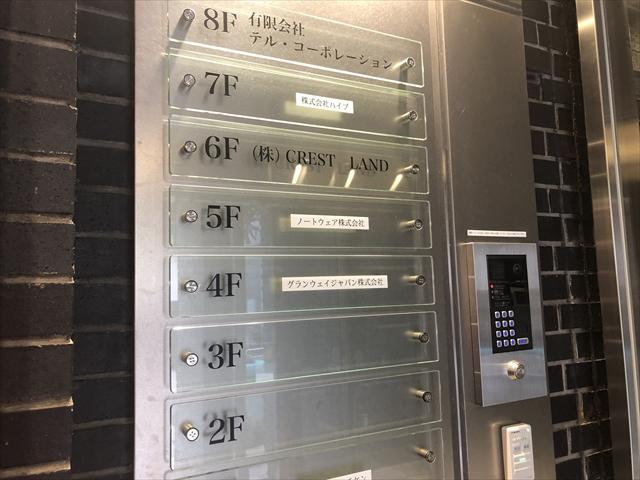 8F 有限会社
テル・コーポレーション
7F 株式会社ハイブ
6F (株) CREST LAND
5F ノートウェア株式会社
4F グランウェイジャパン株式会社
3F
2F